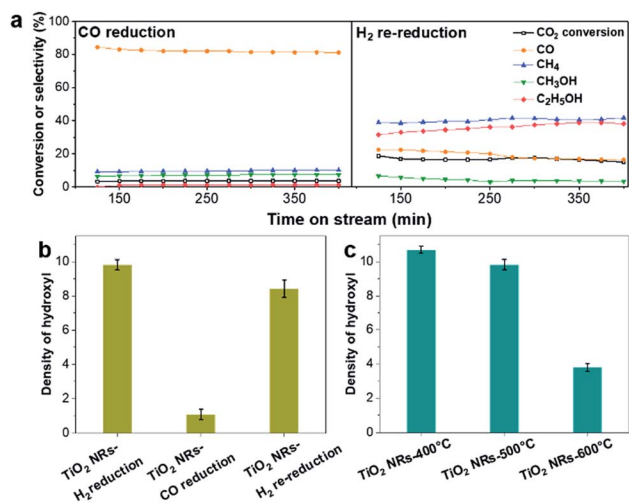 a
CO reduction
H2 re-reduction
CO2 conversion
CO
CH4
CH3OH
C2H5OH
Conversion or selectivity (%)
100
80
60
40
20
0
150
250
350
150
250
350
Time on stream (min)
b
Density of hydroxyl
10
8
6
4
2
0
TiO2 NRs-
H2 reduction
TiO2 NRs-
CO reduction
TiO2 NRs-
H2 re-reduction
c
Density of hydroxyl
10
8
6
4
2
0
TiO2 NRs-400°C
TiO2 NRs-500°C
TiO2 NRs-600°C